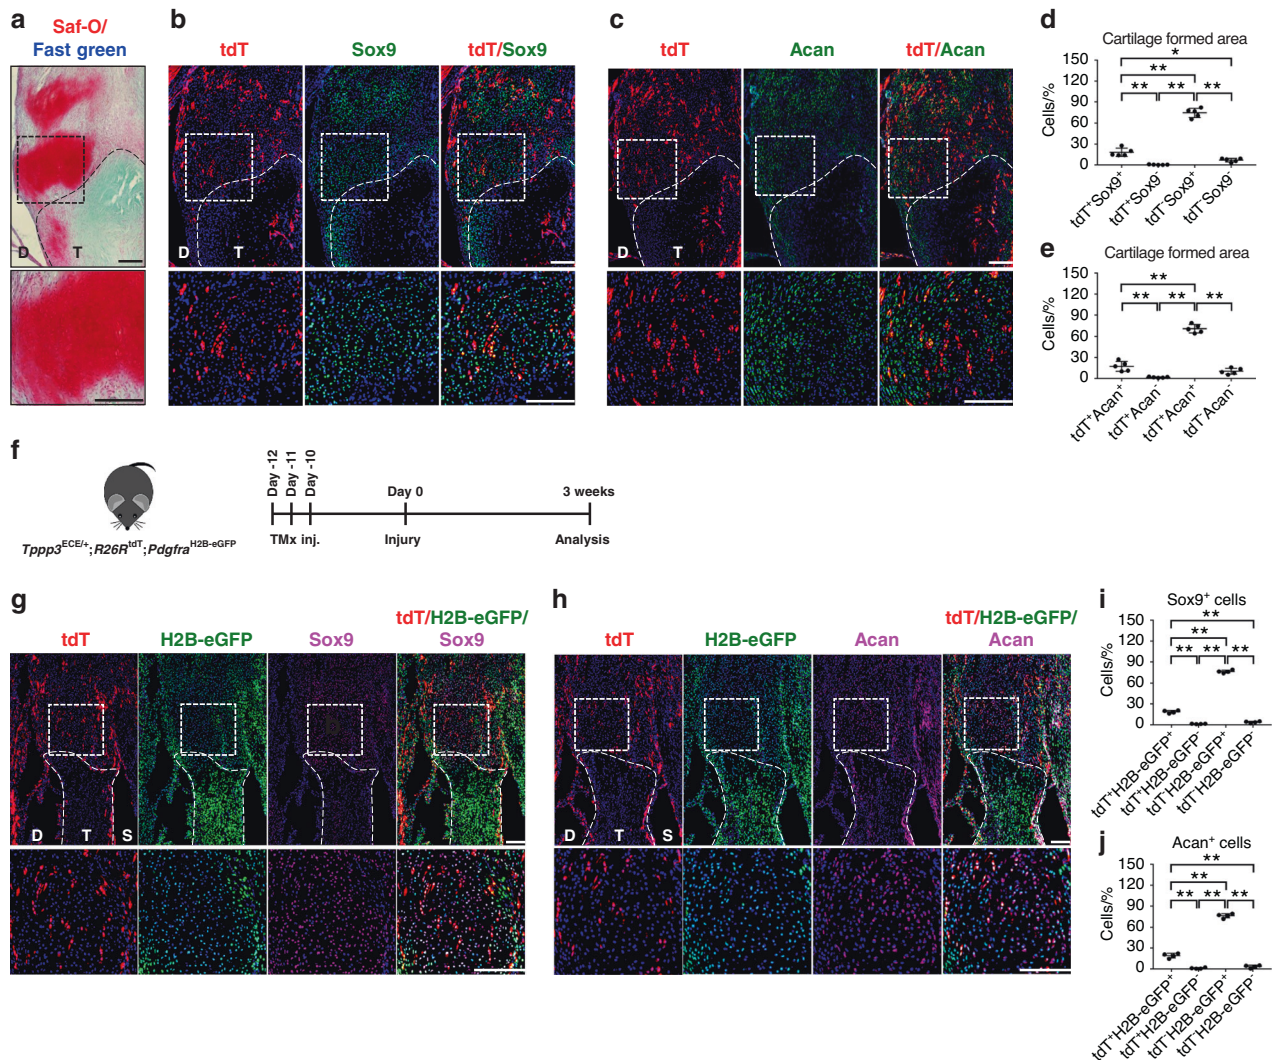 a
Saf-O/
Fast green
D
T
b
tdT
Sox9
tdT/Sox9
D
T
c
tdT
Acan
tdT/Acan
D
T
d
Cartilage formed area
Cells/%
150
120
90
60
30
0
*
**
** ** **
tdT⁺Sox9⁺
tdT⁺Sox9⁻
tdT⁻Sox9⁺
tdT⁻Sox9⁻
e
Cartilage formed area
Cells/%
150
120
90
60
30
0
**
** ** **
tdT⁺Acan⁺
tdT⁺Acan⁻
tdT⁺Acan⁺
tdT⁻Acan⁻
f
Tppp3ᴱᶜᴱ/⁺;R26Rᵗᵈᵀ;Pdgfraᴴ²ᴮ⁻ᵉᴳᶠᴾ
Day -12
Day -11
Day -10
Day 0
3 weeks
TMx inj.
Injury
Analysis
g
tdT
H2B-eGFP
Sox9
tdT/H2B-eGFP/
Sox9
D
T
S
h
tdT
H2B-eGFP
Acan
tdT/H2B-eGFP/
Acan
D
T
S
i
Sox9⁺ cells
Cells/%
150
120
90
60
30
0
**
**
** ** **
tdT⁺H2B-eGFP⁺
tdT⁺H2B-eGFP⁻
tdT⁻H2B-eGFP⁺
tdT⁻H2B-eGFP⁻
j
Acan⁺ cells
Cells/%
150
120
90
60
30
0
**
**
** ** **
tdT⁺H2B-eGFP⁺
tdT⁺H2B-eGFP⁻
tdT⁻H2B-eGFP⁺
tdT⁻H2B-eGFP⁻